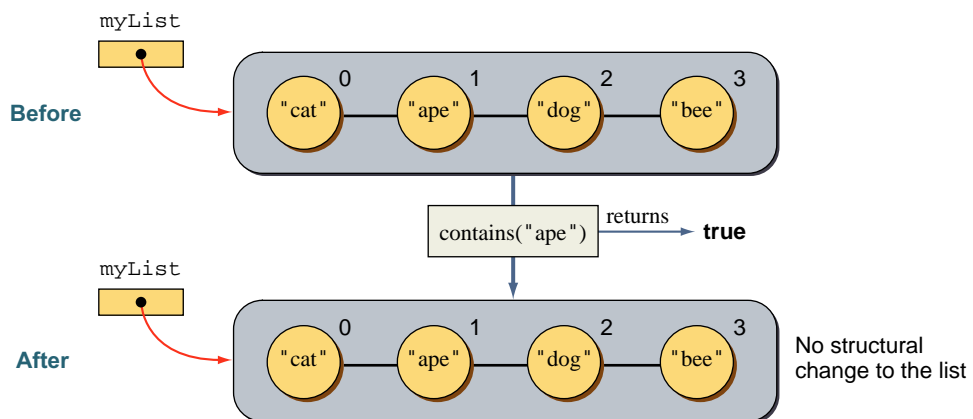 myList
0 1 2 3
Before "cat" "ape" "dog" "bee"
contains("ape") returns true
myList
0 1 2 3
After "cat" "ape" "dog" "bee" No structural
change to the list